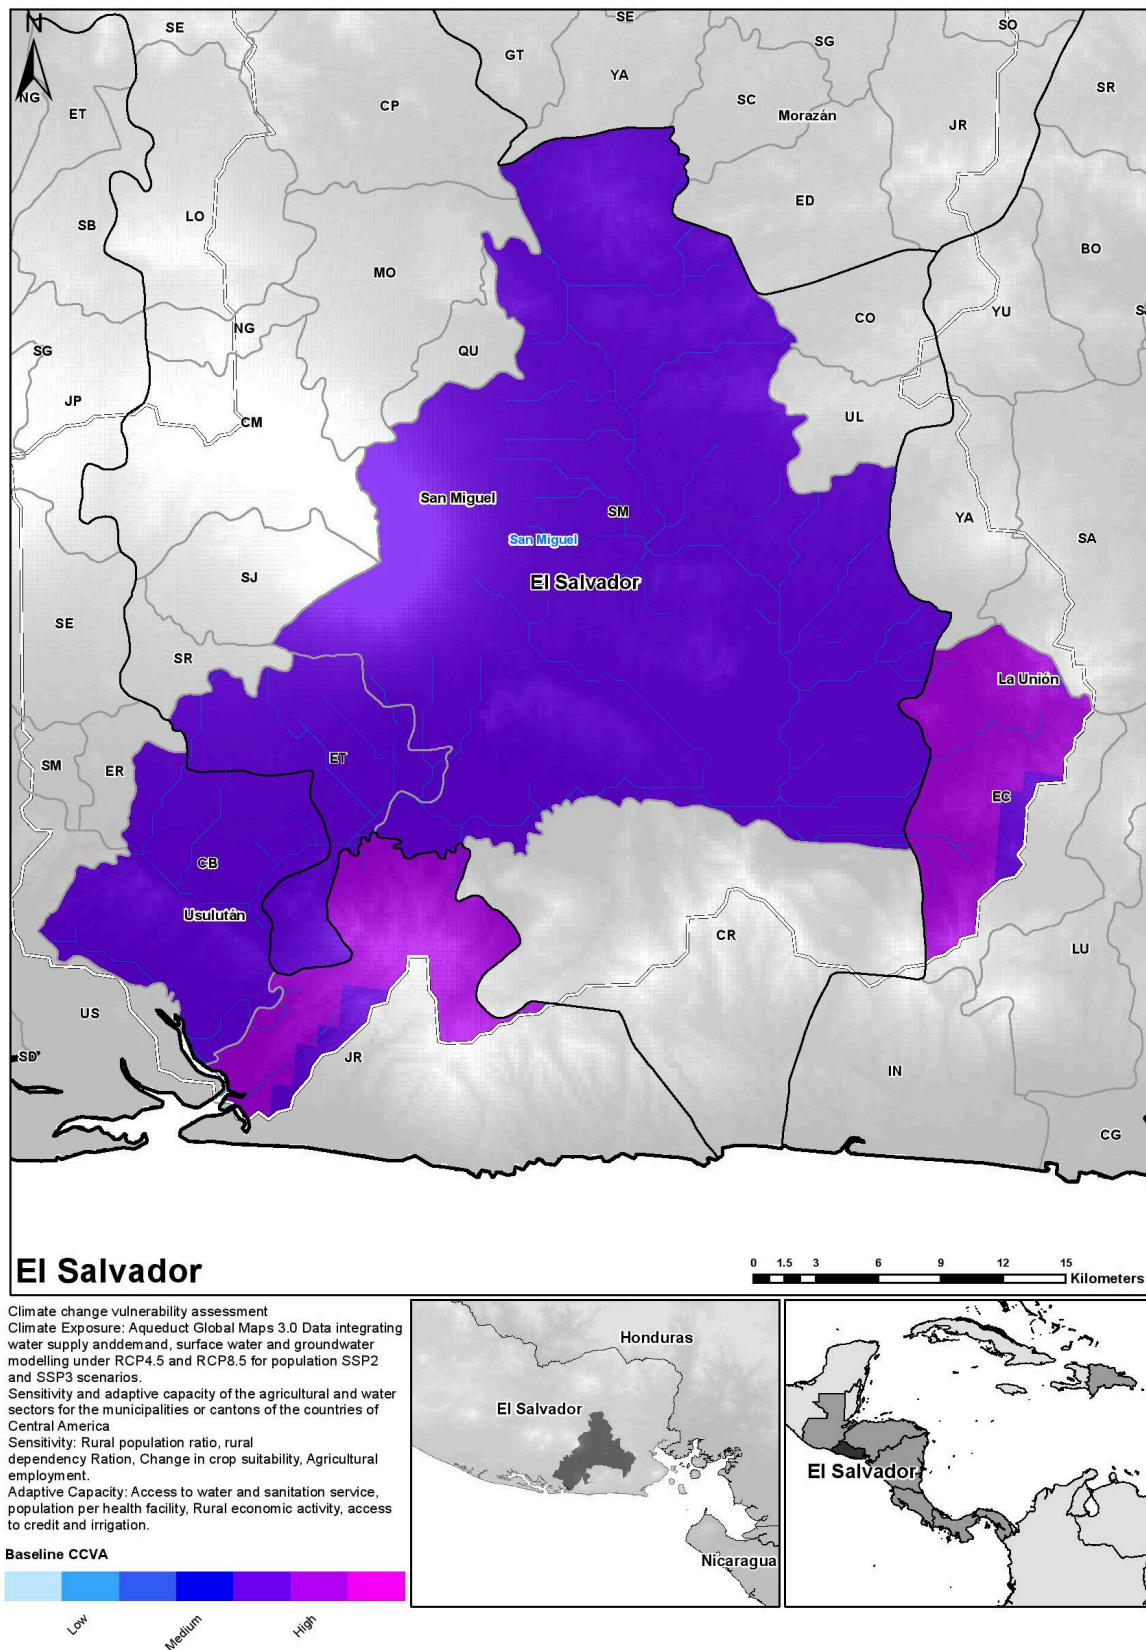 N
SE
SE
SO
GT
YA
SG
NG
ET
CP
SC
Morazán
JR
SR
SB
LO
ED
MO
BO
SG
NG
QU
CO
YU
S
JP
CM
UL
San Miguel
SM
YA
San Miguel
SA
SJ
El Salvador
SE
SR
La Unión
SM
ER
ET
EC
CB
Usulután
CR
LU
US
SD
JR
IN
CG
El Salvador
0 1.5 3 6 9 12 15
Kilometers
Climate change vulnerability assessment
Climate Exposure: Aqueduct Global Maps 3.0 Data integrating
water supply anddemand, surface water and groundwater
modelling under RCP4.5 and RCP8.5 for population SSP2
and SSP3 scenarios.
Sensitivity and adaptive capacity of the agricultural and water
sectors for the municipalities or cantons of the countries of
Central America
Sensitivity: Rural population ratio, rural
dependency Ration, Change in crop suitability, Agricultural
employment.
Adaptive Capacity: Access to water and sanitation service,
population per health facility, Rural economic activity, access
to credit and irrigation.
Baseline CCVA
Low
Medium
High
Honduras
El Salvador
Nicaragua
El Salvador